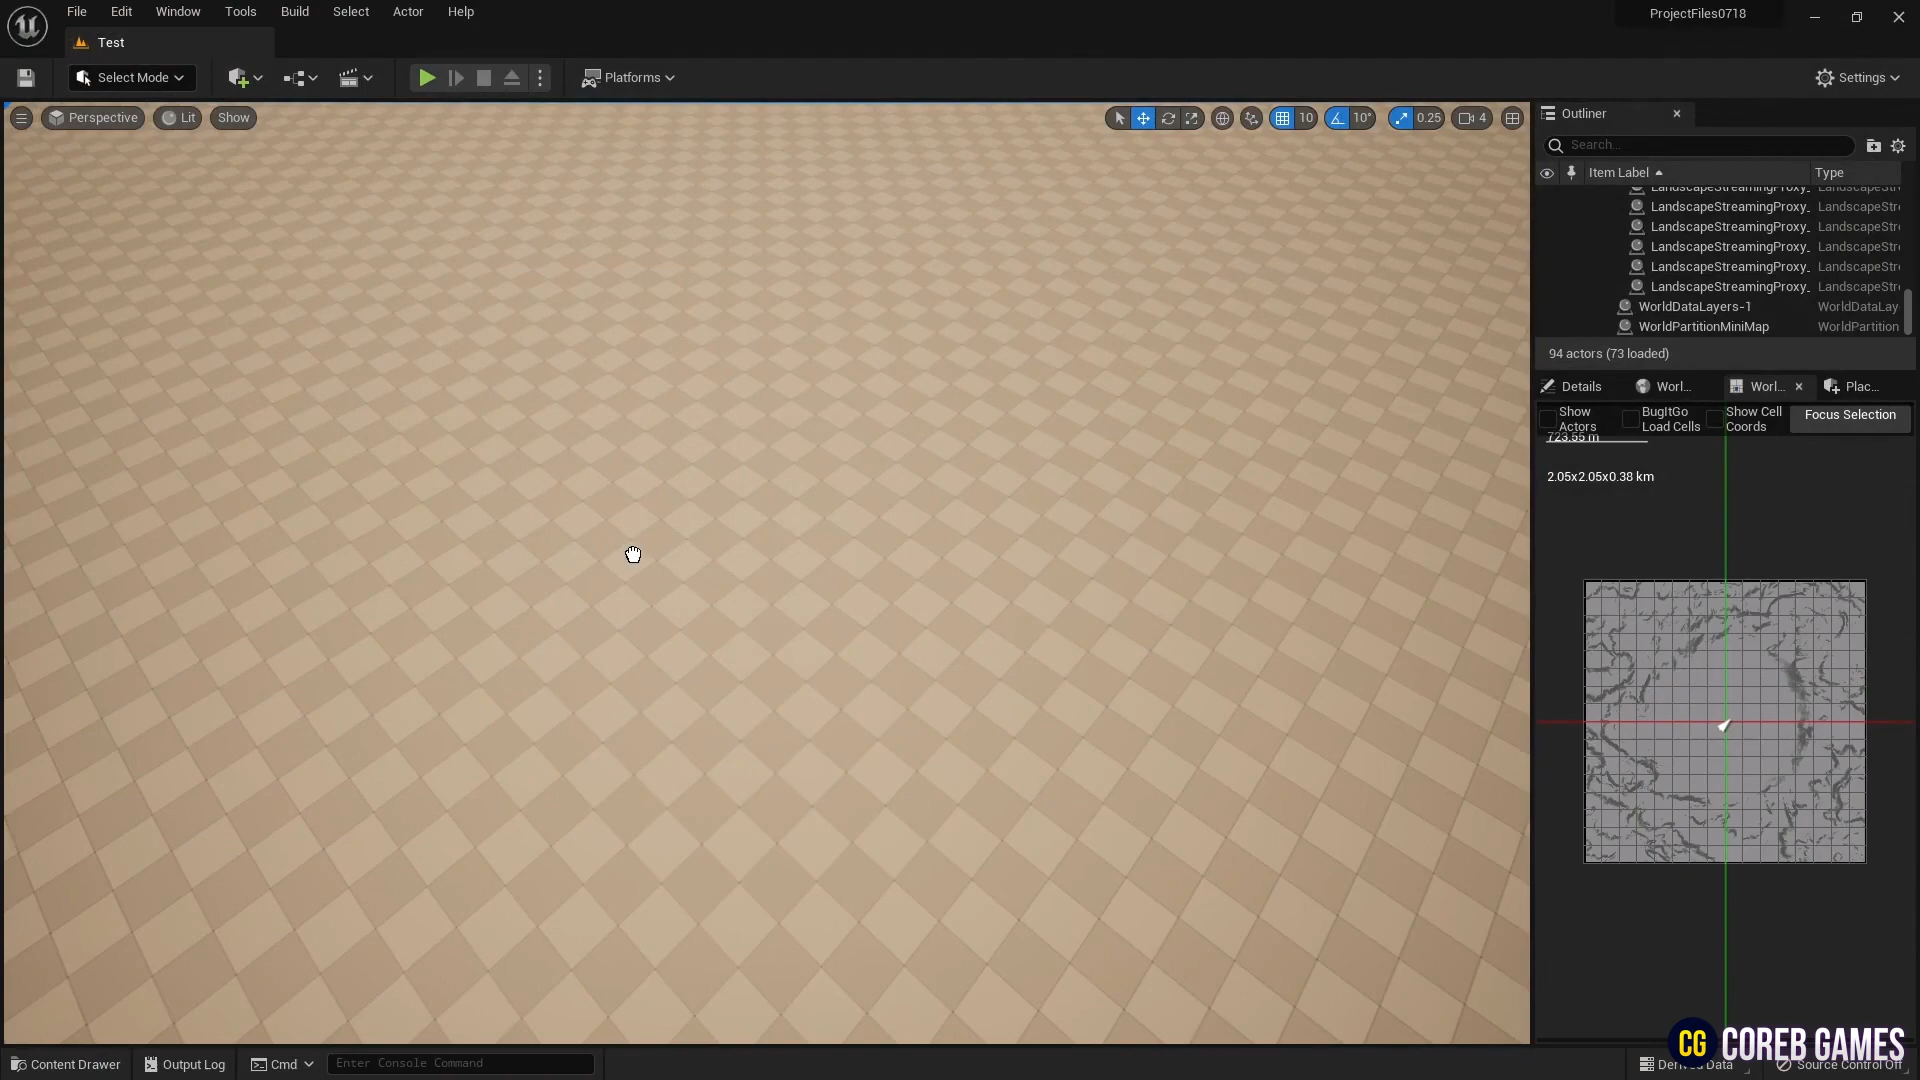 File Edit Window Tools Build Select Actor Help
ProjectFiles0718
Test
Select Mode
Platforms
Settings
Perspective Lit Show
10 10° 0.25 4
Outliner
Search...
Item Label Type
LandscapeStreamingProxy_ LandscapeStr
LandscapeStreamingProxy_ LandscapeStr
LandscapeStreamingProxy_ LandscapeStr
LandscapeStreamingProxy_ LandscapeStr
LandscapeStreamingProxy_ LandscapeStr
LandscapeStreamingProxy_ LandscapeStr
WorldDataLayers-1 WorldDataLay
WorldPartitionMiniMap WorldPartition
94 actors (73 loaded)
Details Worl... Worl... Plac...
Show Actors BugItGo Load Cells Show Cell Coords Focus Selection
723.55 m
2.05x2.05x0.38 km
Content Drawer Output Log Cmd Enter Console Command
Derived Data Source Control Off
CG COREB GAMES